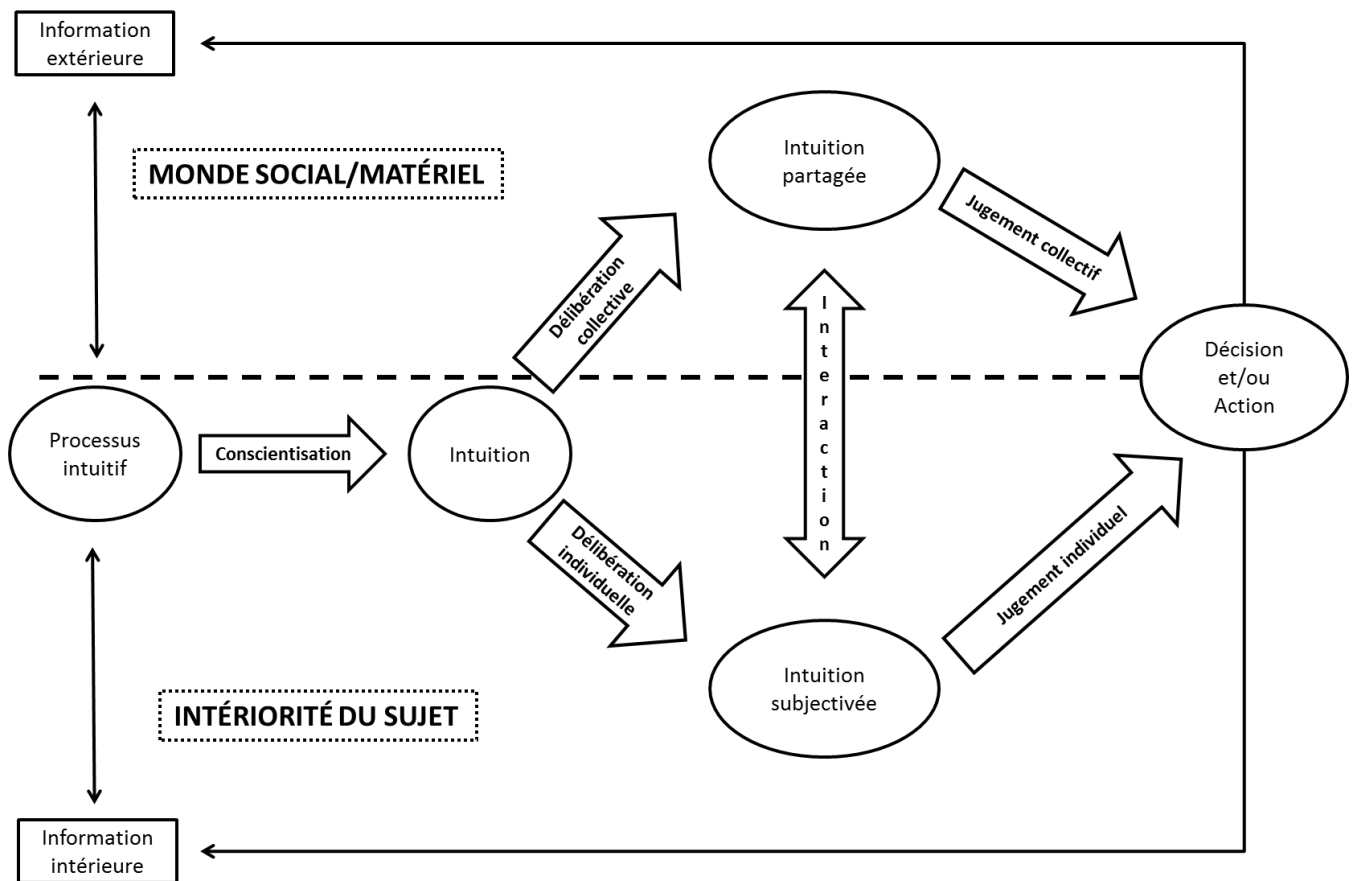 Information
extérieure
MONDE SOCIAL/MATÉRIEL
Intuition
partagée
Jugement collectif
Délibération
collective
Interaction
Décision
et/ou
Action
Processus
intuitif
Conscientisation
Intuition
Délibération
individuelle
Jugement individuel
Intuition
subjectivée
INTÉRIORITÉ DU SUJET
Information
intérieure